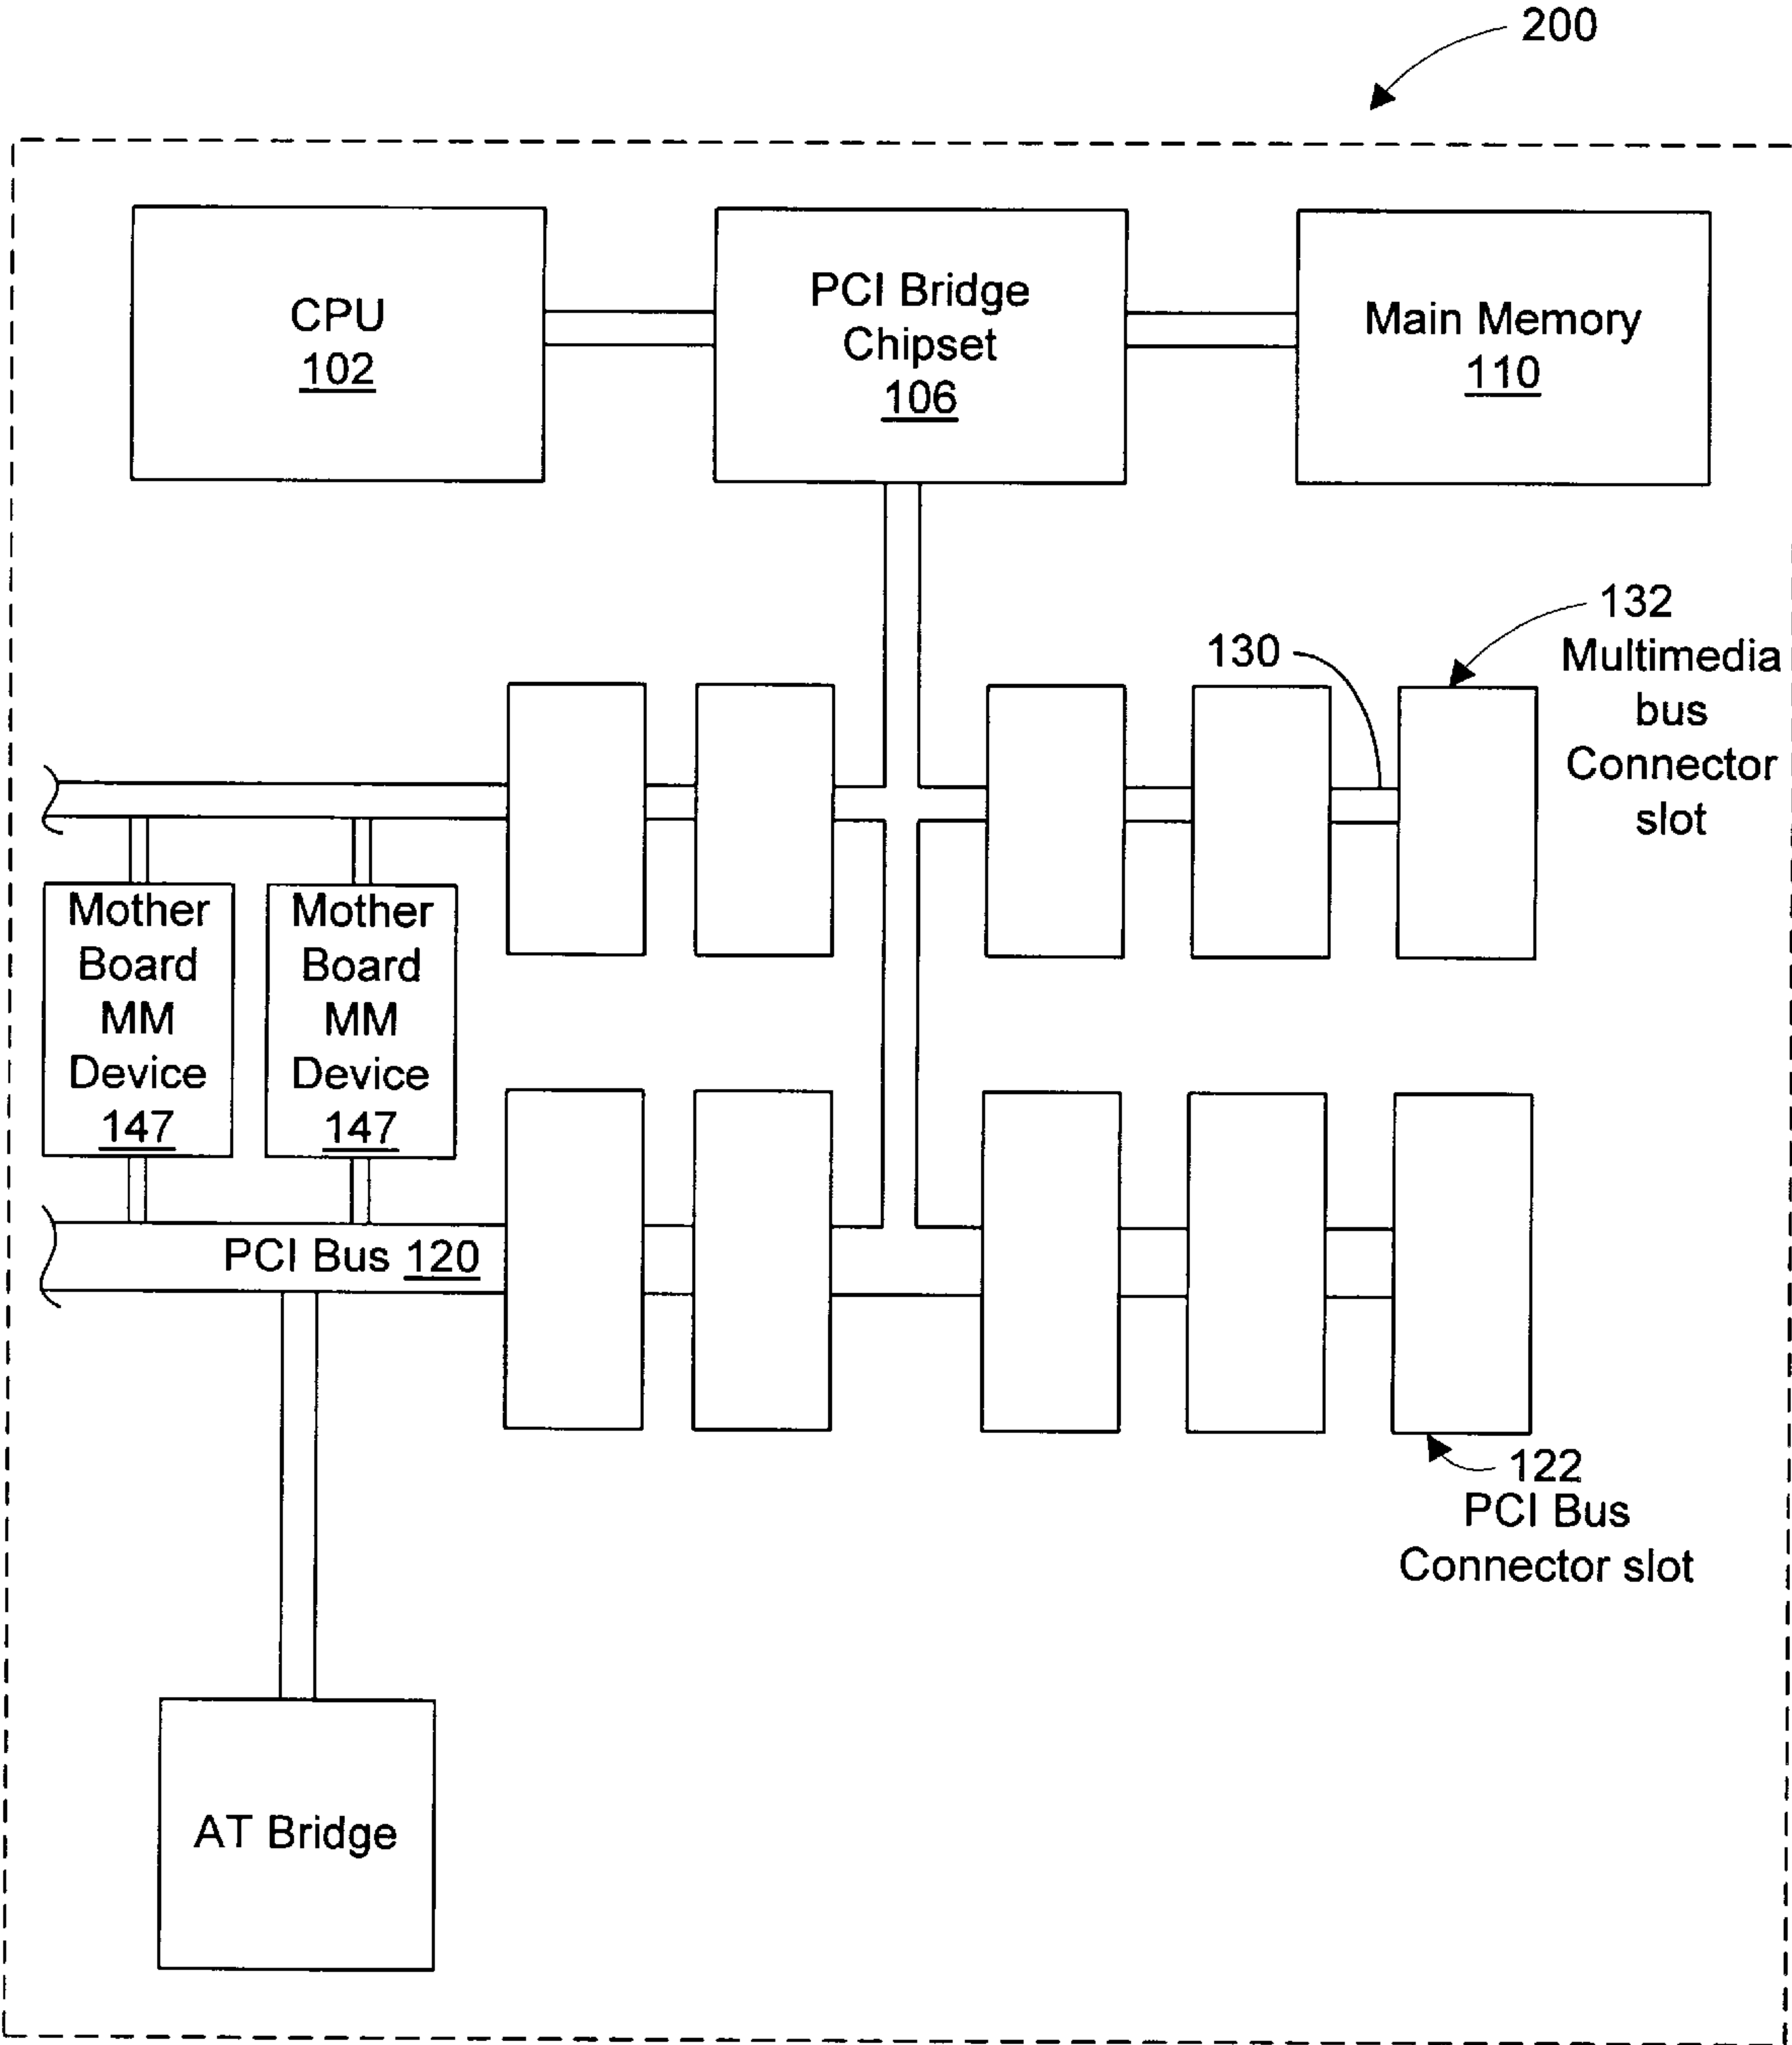 200
CPU
102
PCI Bridge
Chipset
106
Main Memory
110
132
Multimedia
bus
Connector
slot
130
Mother
Board
MM
Device
147
Mother
Board
MM
Device
147
PCI Bus 120
122
PCI Bus
Connector slot
AT Bridge